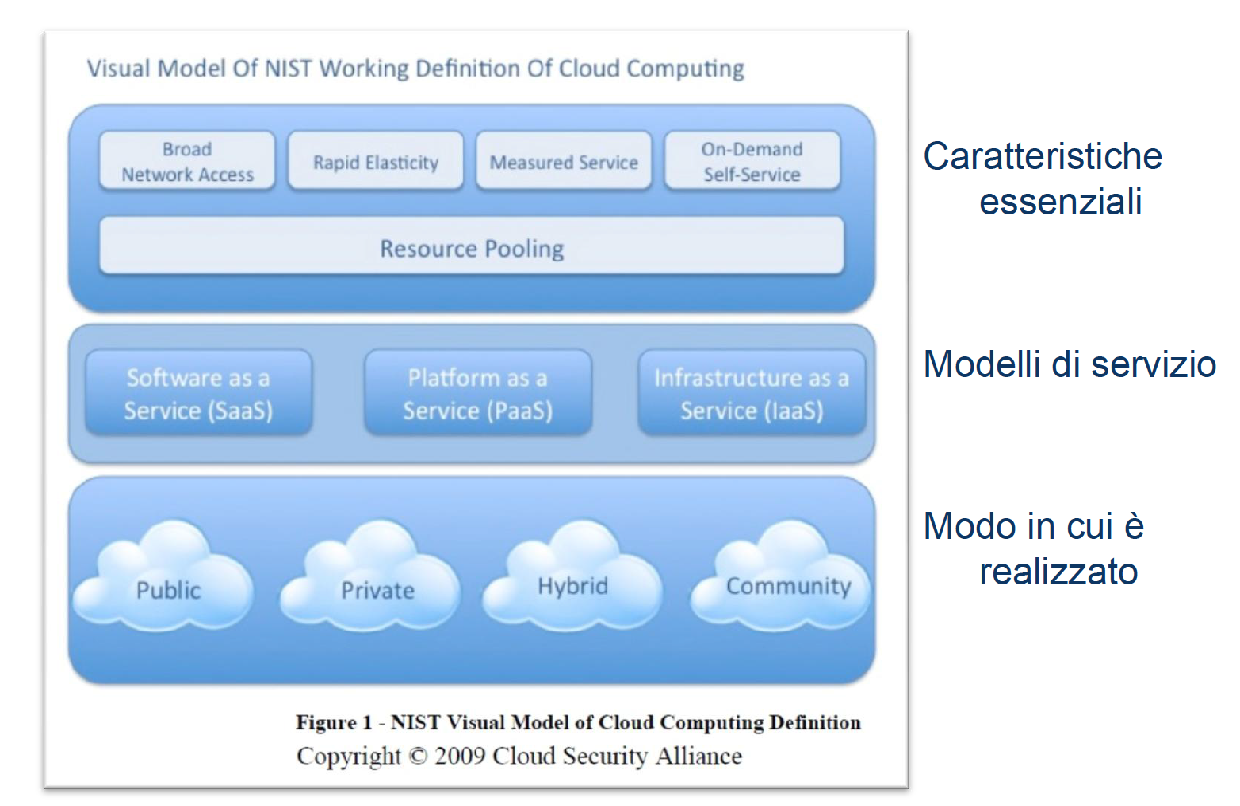 Visual Model Of NIST Working Definition Of Cloud Computing
Broad
Network Access
Rapid Elasticity
Measured Service
On-Demand
Self-Service
Resource Pooling
Caratteristiche
essenziali
Software as a
Service (SaaS)
Platform as a
Service (PaaS)
Infrastructure as a
Service (IaaS)
Modelli di servizio
Public
Private
Hybrid
Community
Modo in cui è
realizzato
Figure 1 - NIST Visual Model of Cloud Computing Definition
Copyright © 2009 Cloud Security Alliance